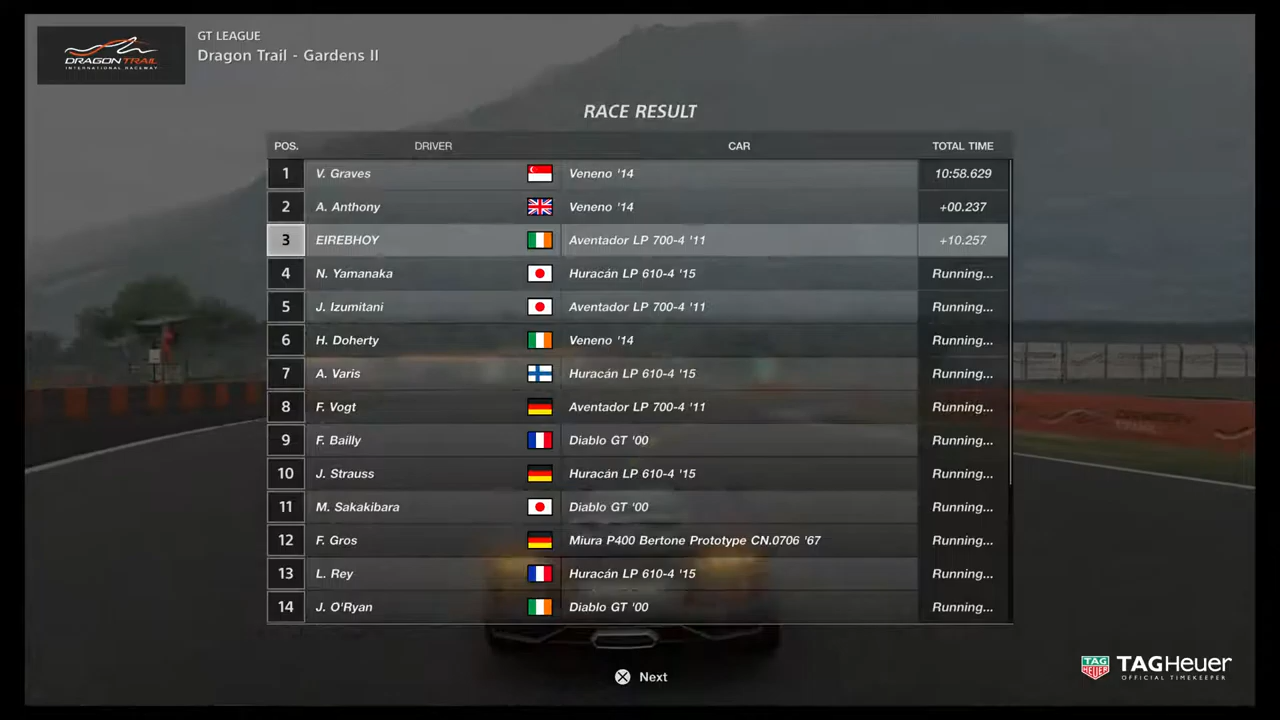 GT LEAGUE
Dragon Trail - Gardens II
DRAGON TRAIL
INTERNATIONAL RACEWAY
RACE RESULT
POS. DRIVER CAR TOTAL TIME
1 V. Graves Veneno '14 10:58.629
2 A. Anthony Veneno '14 +00.237
3 EIREBHOY Aventador LP 700-4 '11 +10.257
4 N. Yamanaka Huracán LP 610-4 '15 Running...
5 J. Izumitani Aventador LP 700-4 '11 Running...
6 H. Doherty Veneno '14 Running...
7 A. Varis Huracán LP 610-4 '15 Running...
8 F. Vogt Aventador LP 700-4 '11 Running...
9 F. Bailly Diablo GT '00 Running...
10 J. Strauss Huracán LP 610-4 '15 Running...
11 M. Sakakibara Diablo GT '00 Running...
12 F. Gros Miura P400 Bertone Prototype CN.0706 '67 Running...
13 L. Rey Huracán LP 610-4 '15 Running...
14 J. O'Ryan Diablo GT '00 Running...
Next
TAG HEUER TAGHeuer
OFFICIAL TIMEKEEPER